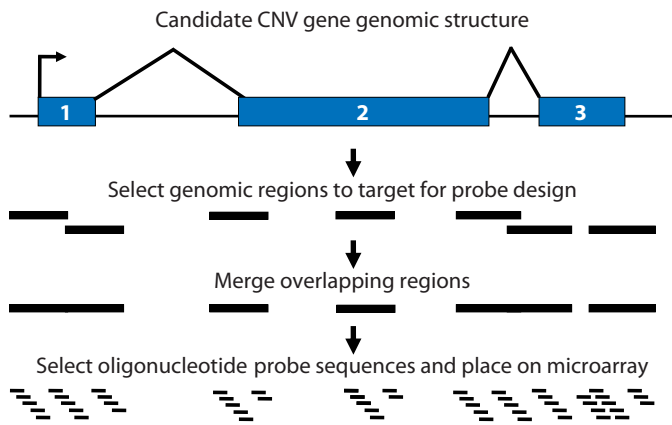 Candidate CNV gene genomic structure
1 2 3
Select genomic regions to target for probe design
Merge overlapping regions
Select oligonucleotide probe sequences and place on microarray